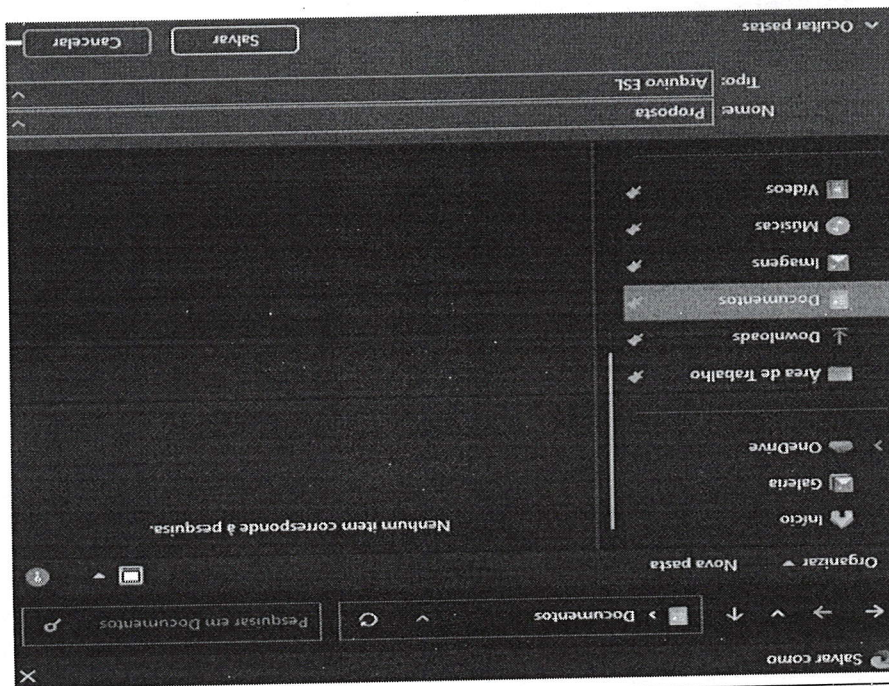 Salvar como
Documentos
Pesquisar em Documentos
Organizar
Nova pasta
Início
Galeria
OneDrive
Nenhum item corresponde à pesquisa.
Área de Trabalho
Downloads
Documentos
Imagens
Músicas
Vídeos
Nome: Proposta
Tipo: Arquivo ESL
Ocultar pastas
Salvar
Cancelar